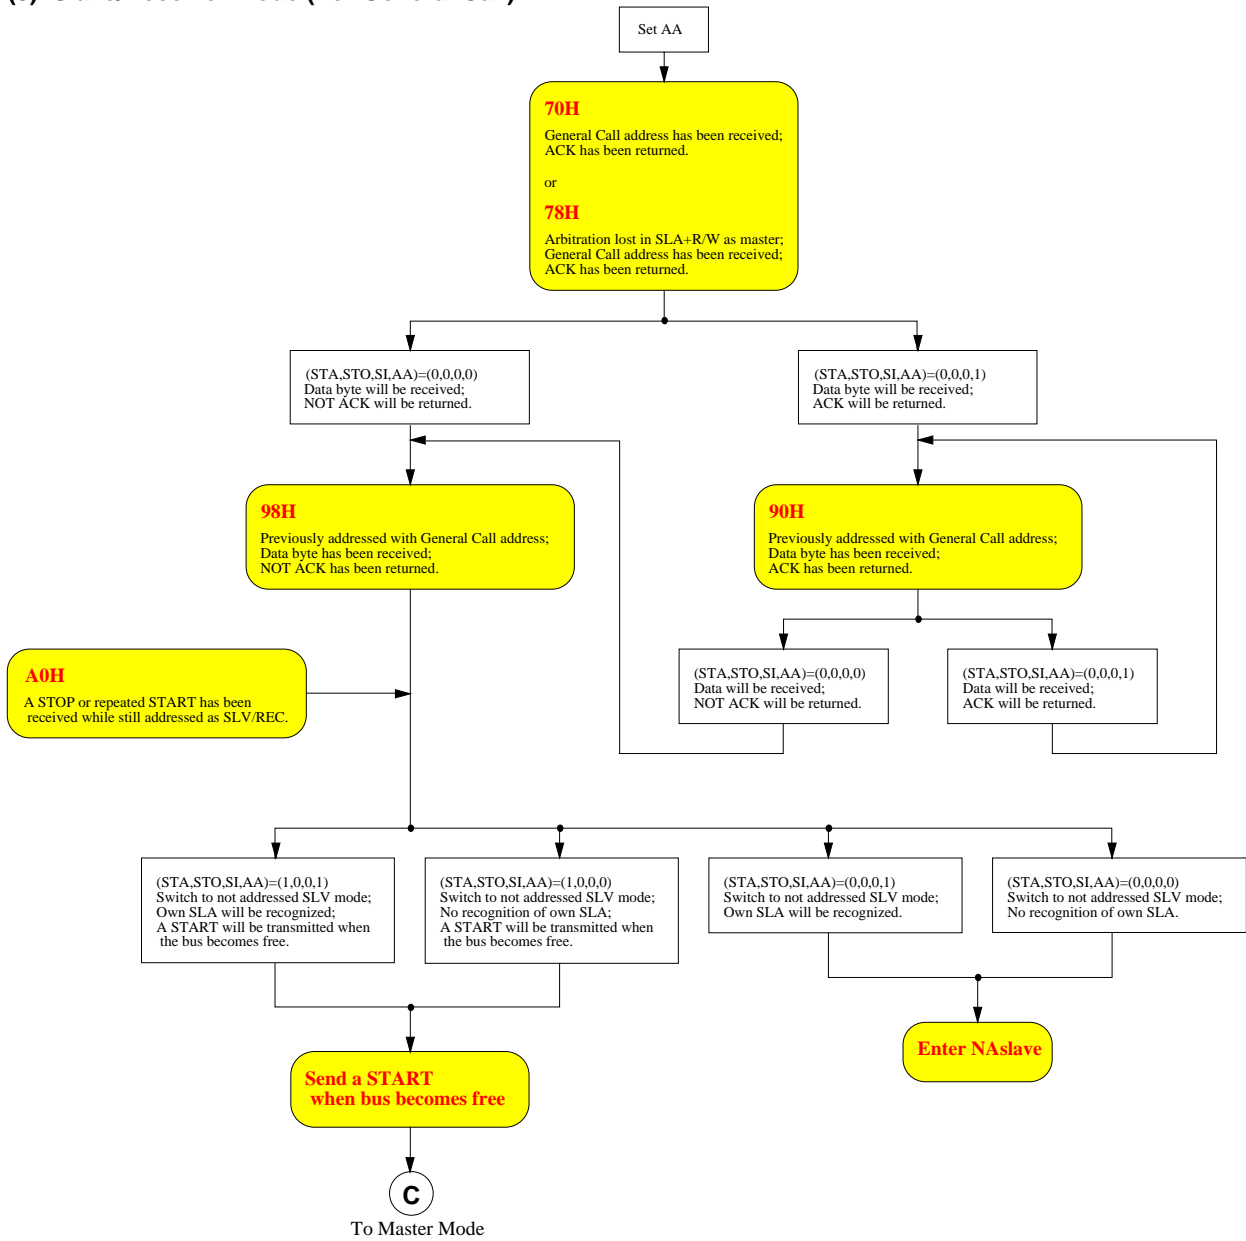 Set AA
70H
General Call address has been received;
ACK has been returned.
or
78H
Arbitration lost in SLA+R/W as master;
General Call address has been received;
ACK has been returned.
(STA,STO,SI,AA)=(0,0,0,0)
Data byte will be received;
NOT ACK will be returned.
(STA,STO,SI,AA)=(0,0,0,1)
Data byte will be received;
ACK will be returned.
98H
Previously addressed with General Call address;
Data byte has been received;
NOT ACK has been returned.
90H
Previously addressed with General Call address;
Data byte has been received;
ACK has been returned.
A0H
A STOP or repeated START has been
received while still addressed as SLV/REC.
(STA,STO,SI,AA)=(0,0,0,0)
Data will be received;
NOT ACK will be returned.
(STA,STO,SI,AA)=(0,0,0,1)
Data will be received;
ACK will be returned.
(STA,STO,SI,AA)=(1,0,0,1)
Switch to not addressed SLV mode;
Own SLA will be recognized;
A START will be transmitted when
the bus becomes free.
(STA,STO,SI,AA)=(1,0,0,0)
Switch to not addressed SLV mode;
No recognition of own SLA;
A START will be transmitted when
the bus becomes free.
(STA,STO,SI,AA)=(0,0,0,1)
Switch to not addressed SLV mode;
Own SLA will be recognized.
(STA,STO,SI,AA)=(0,0,0,0)
Switch to not addressed SLV mode;
No recognition of own SLA.
Send a START
when bus becomes free
Enter NAslave
C
To Master Mode